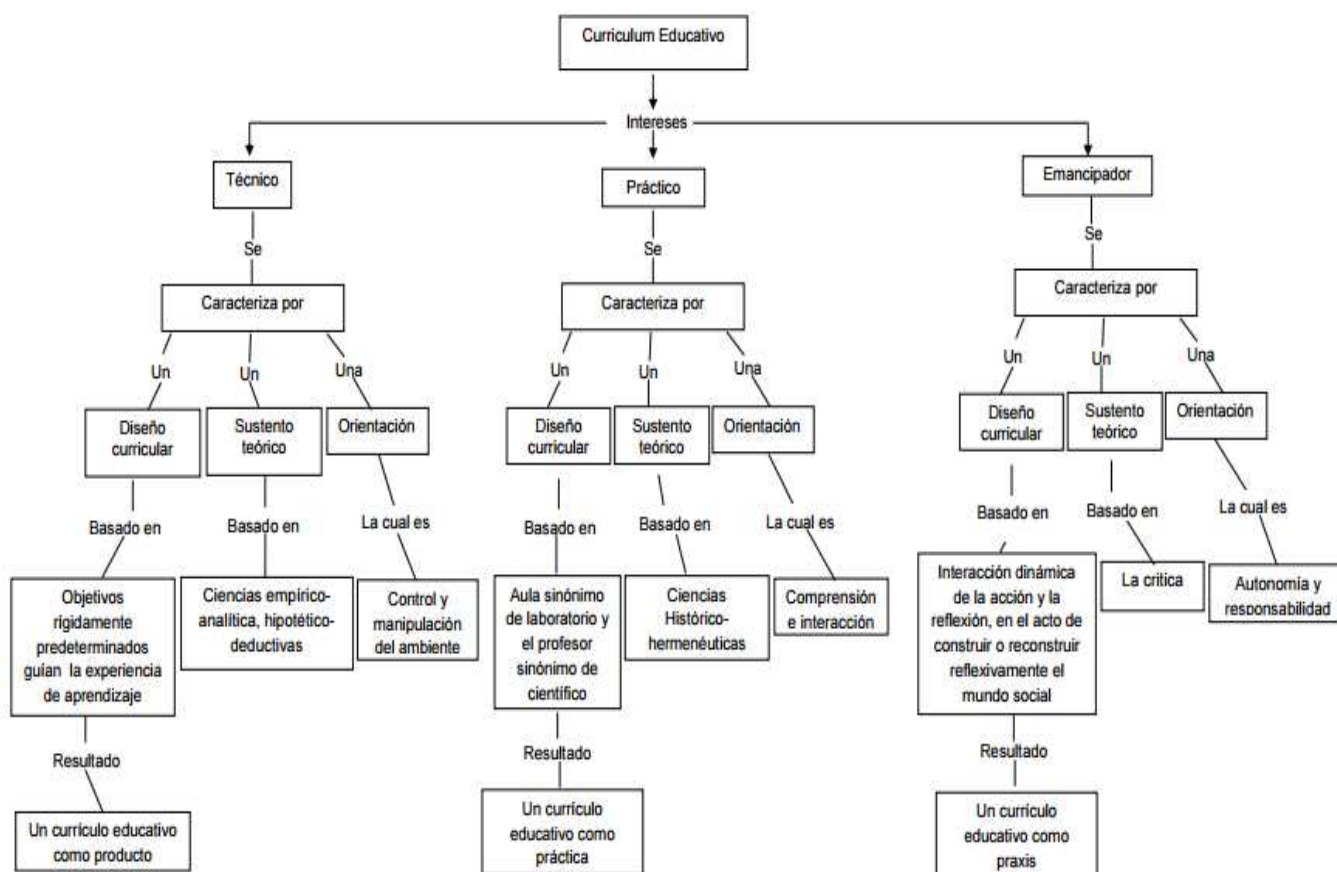 Curriculum Educativo
Intereses
Técnico
Práctico
Emancipador
Se
Se
Se
Caracteriza por
Caracteriza por
Caracteriza por
Un
Un
Una
Un
Un
Una
Un
Un
Una
Diseño
curricular
Sustento
teórico
Orientación
Diseño
curricular
Sustento
teórico
Orientación
Diseño
curricular
Sustento
teórico
Orientación
Basado en
Basado en
La cual es
Basado en
Basado en
La cual es
Basado en
Basado en
La cual es
Objetivos
rígidamente
predeterminados
guían la experiencia
de aprendizaje
Ciencias empírico-
analítica, hipotético-
deductivas
Control y
manipulación
del ambiente
Aula sinónimo
de laboratorio y
el profesor
sinónimo de
científico
Ciencias
Histórico-
hermenéuticas
Comprensión
e interacción
Interacción dinámica
de la acción y la
reflexión, en el acto de
construir o reconstruir
reflexivamente el
mundo social
La critica
Autonomía y
responsabilidad
Resultado
Resultado
Resultado
Un currículo educativo
como producto
Un currículo
educativo como
práctica
Un currículo
educativo como
praxis